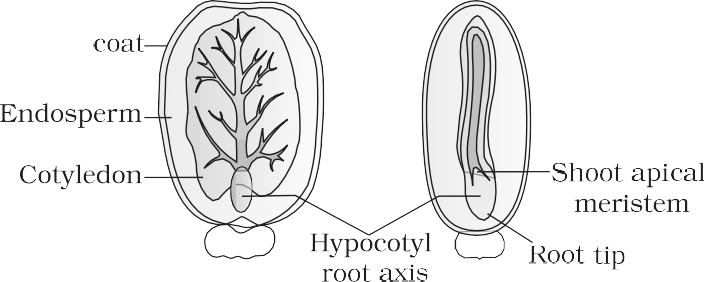 coat
Endosperm
Cotyledon
Hypocotyl
root axis
Shoot apical
meristem
Root tip